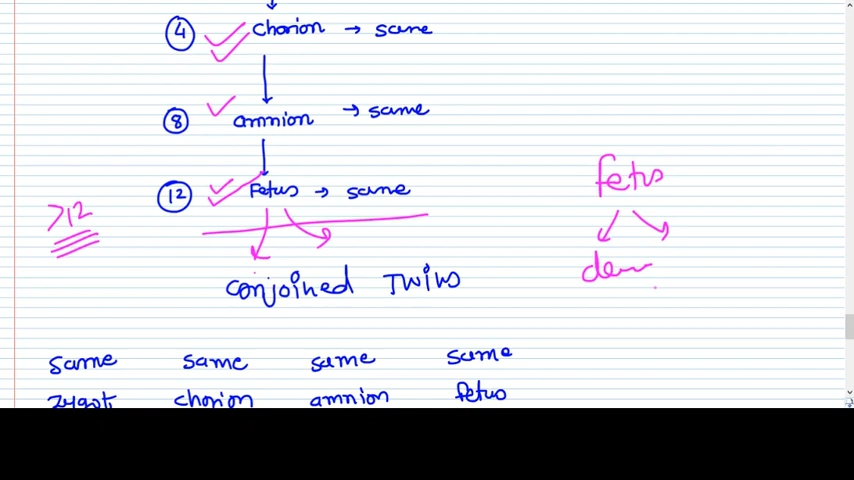 ④ chorion → same
⑧ amnion → same
⑫ Fetus → same
>12
fetus
conjoined Twins
same same same same
zygot chorion amnion fetus